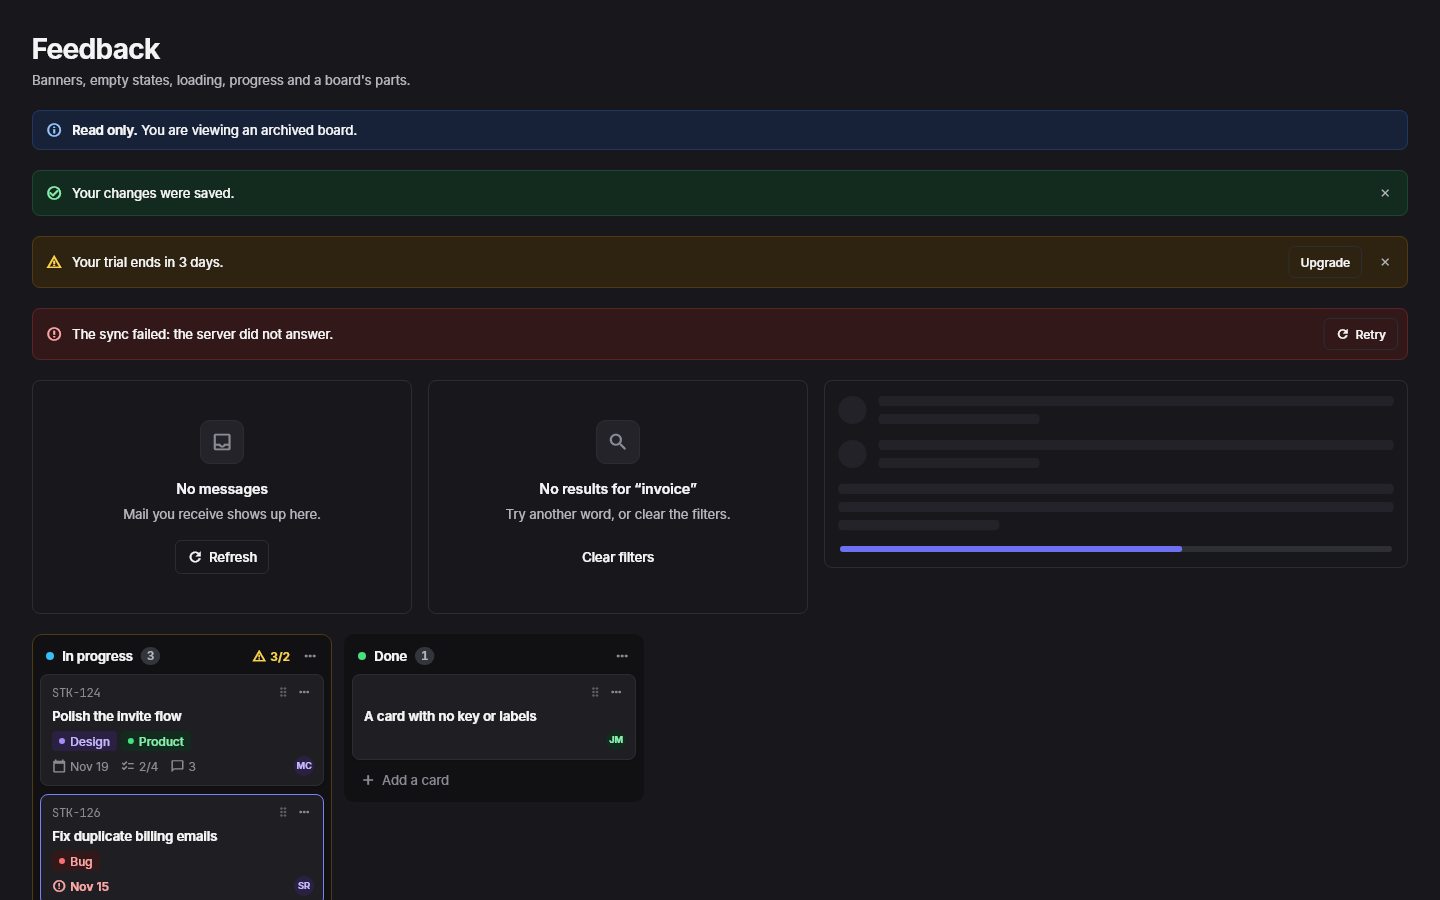 Feedback
Banners, empty states, loading, progress and a board's parts.
Read only. You are viewing an archived board.
Your changes were saved.
Your trial ends in 3 days.
Upgrade
The sync failed: the server did not answer.
Retry
No messages
Mail you receive shows up here.
Refresh
No results for “invoice”
Try another word, or clear the filters.
Clear filters
In progress 3
3/2
STK-124
Polish the invite flow
Design Product
Nov 19 2/4 3 MC
STK-126
Fix duplicate billing emails
Bug
Nov 15 SR
Done 1
A card with no key or labels
JM
Add a card